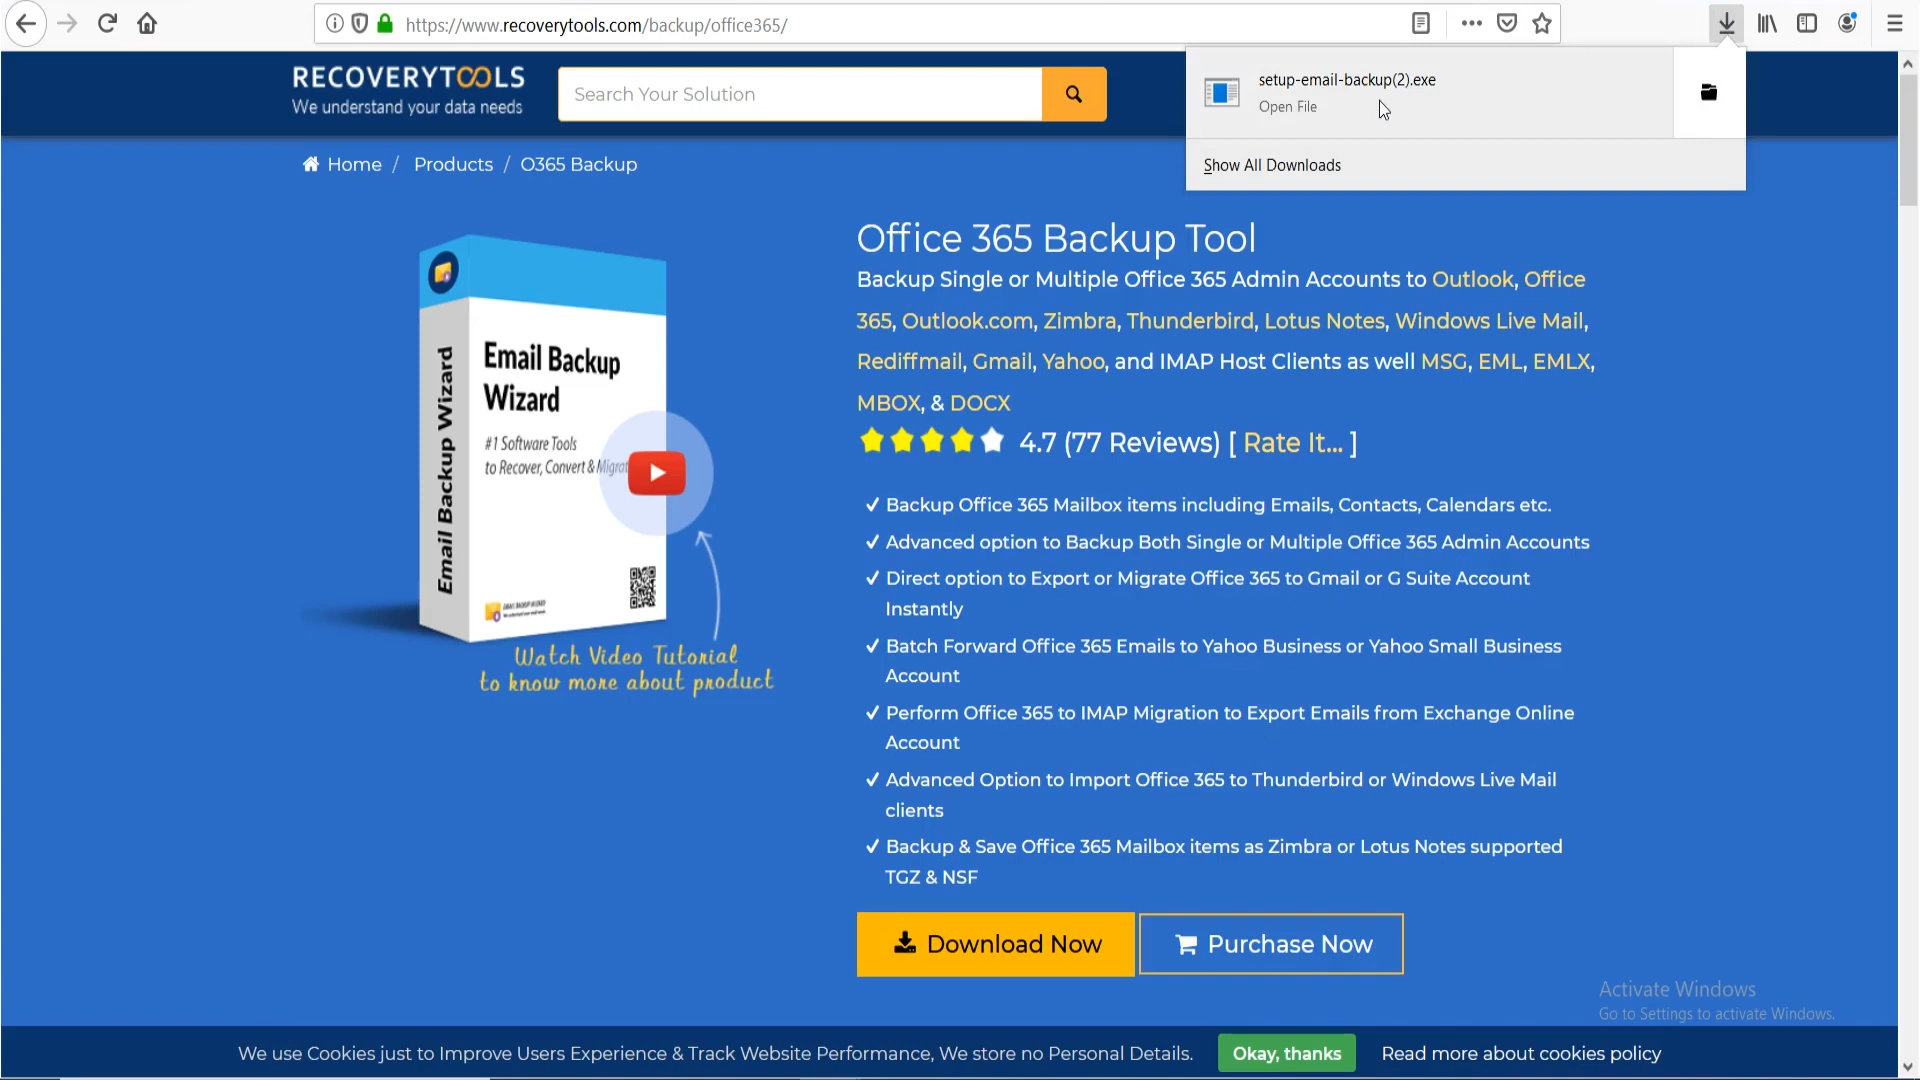 https://www.recoverytools.com/backup/office365/
setup-email-backup(2).exe
Open File
Show All Downloads
RECOVERYTOOLS
We understand your data needs
Search Your Solution
Home / Products / O365 Backup
Email Backup Wizard
Email Backup
Wizard
#1 Software Tools
to Recover, Convert & Migrat
Watch Video Tutorial
to know more about product
Office 365 Backup Tool
Backup Single or Multiple Office 365 Admin Accounts to Outlook, Office
365, Outlook.com, Zimbra, Thunderbird, Lotus Notes, Windows Live Mail,
Rediffmail, Gmail, Yahoo, and IMAP Host Clients as well MSG, EML, EMLX,
MBOX, & DOCX
4.7 (77 Reviews) [ Rate It... ]
✓ Backup Office 365 Mailbox items including Emails, Contacts, Calendars etc.
✓ Advanced option to Backup Both Single or Multiple Office 365 Admin Accounts
✓ Direct option to Export or Migrate Office 365 to Gmail or G Suite Account
Instantly
✓ Batch Forward Office 365 Emails to Yahoo Business or Yahoo Small Business
Account
✓ Perform Office 365 to IMAP Migration to Export Emails from Exchange Online
Account
✓ Advanced Option to Import Office 365 to Thunderbird or Windows Live Mail
clients
✓ Backup & Save Office 365 Mailbox items as Zimbra or Lotus Notes supported
TGZ & NSF
Download Now
Purchase Now
Activate Windows
Go to Settings to activate Windows.
We use Cookies just to Improve Users Experience & Track Website Performance, We store no Personal Details.
Okay, thanks
Read more about cookies policy